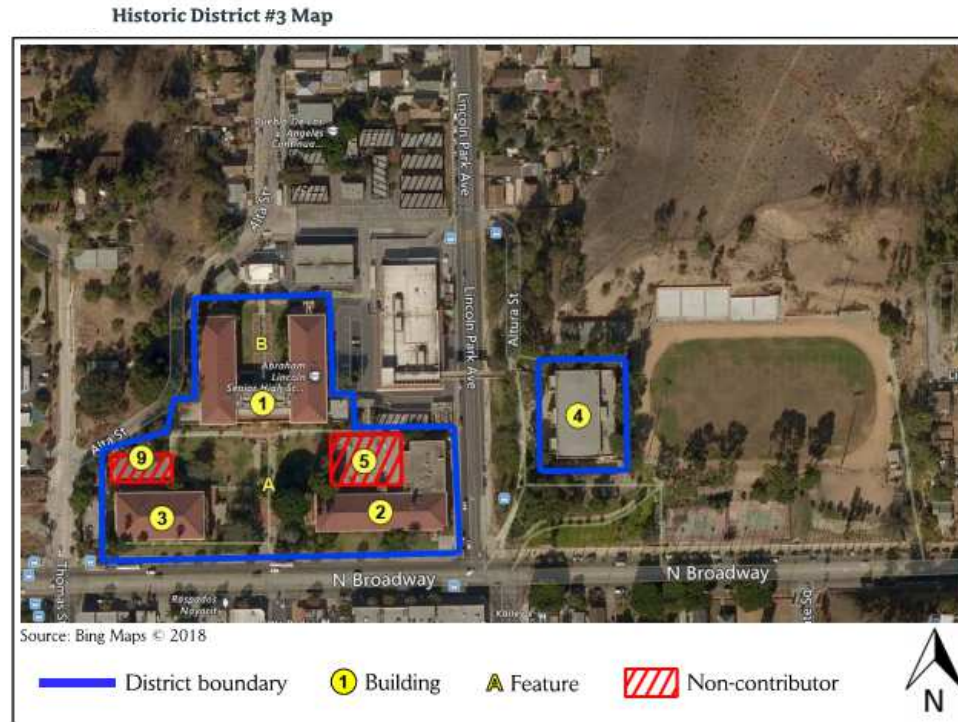 Historic District #3 Map
Pueblo De Los
Angeles
Continua...
Lincoln Park Ave
Alta St
Lincoln Park Ave
Altura St
B
Abraham
Lincoln
Senior High Sc...
1
4
Alta St
9
5
A
3
2
N Broadway
N Broadway
Thomas St
Raspados
Nayarit
Source: Bing Maps © 2018
District boundary
1 Building
A Feature
Non-contributor
N